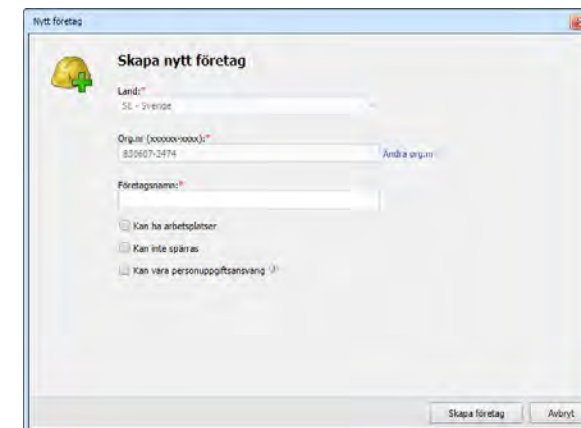 Nytt företag
Skapa nytt företag
Land:*
SE - Sverige
Org.nr (xxxxxx-xxxx):*
830607-2474
Ändra org.nr
Företagsnamn:*
Kan ha arbetsplatser
Kan inte spärras
Kan vara personuppgiftsansvarig
Skapa företag
Avbryt